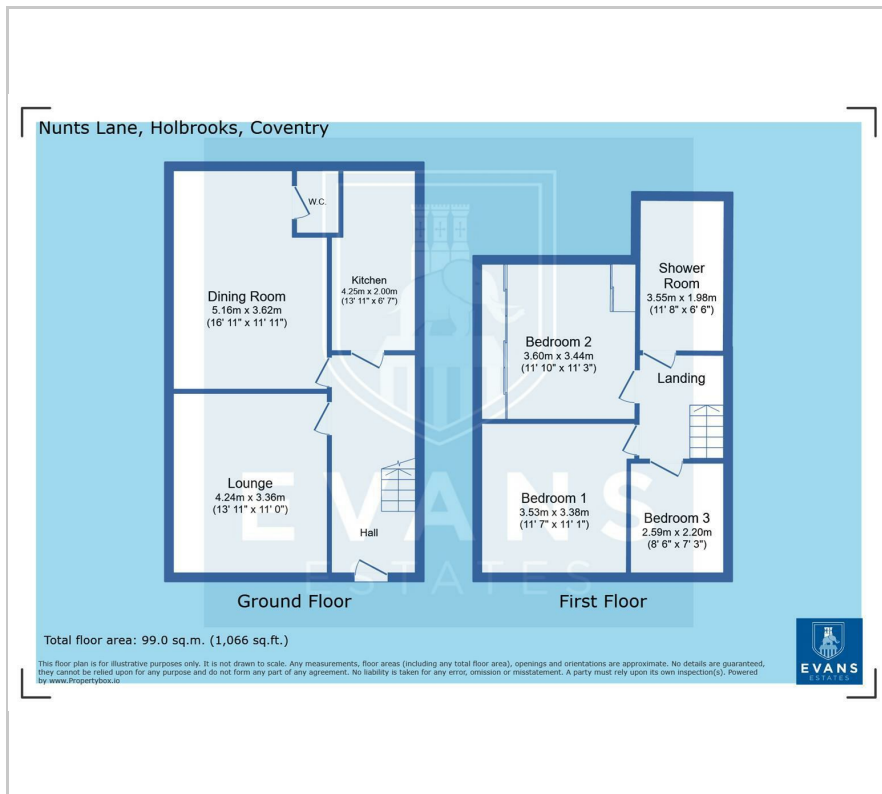 Nunts Lane, Holbrooks, Coventry
W.C.
Kitchen
4.25m x 2.00m
(13' 11" x 6' 7")
Dining Room
5.16m x 3.62m
(16' 11" x 11' 11")
Lounge
4.24m x 3.36m
(13' 11" x 11' 0")
Hall
Ground Floor
Shower
Room
3.55m x 1.98m
(11' 8" x 6' 6")
Bedroom 2
3.60m x 3.44m
(11' 10" x 11' 3")
Landing
Bedroom 1
3.53m x 3.38m
(11' 7" x 11' 1")
Bedroom 3
2.59m x 2.20m
(8' 6" x 7' 3")
First Floor
EVANS
ESTATES
Total floor area: 99.0 sq.m. (1,066 sq.ft.)
This floor plan is for illustrative purposes only. It is not drawn to scale. Any measurements, floor areas (including any total floor area), openings and orientations are approximate. No details are guaranteed,
they cannot be relied upon for any purpose and do not form any part of any agreement. No liability is taken for any error, omission or misstatement. A party must rely upon its own inspection(s). Powered
by www.Propertybox.io
EVANS
ESTATES